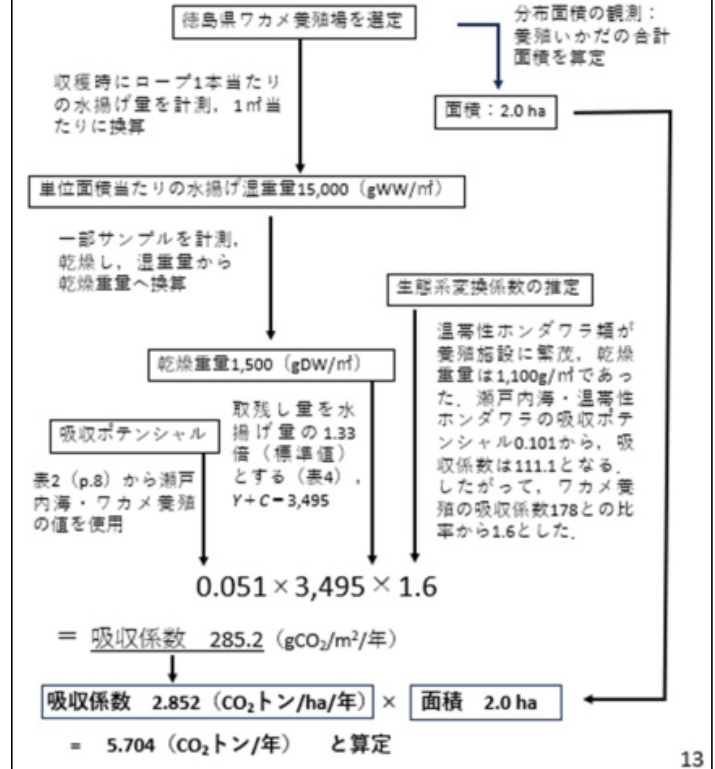 徳島県ワカメ養殖場を選定
分布面積の観測：
養殖いかだの合計
面積を算定
収穫時にロープ1本当たり
の水揚げ量を計測，1㎡当
たりに換算
面積：2.0 ha
単位面積当たりの水揚げ湿重量15,000（gWW/㎡）
一部サンプルを計測，
乾燥し，湿重量から
乾燥重量へ換算
生態系変換係数の推定
乾燥重量1,500（gDW/㎡）
温帯性ホンダワラ類が
養殖施設に繁茂，乾燥
重量は1,100g/㎡であっ
た．瀬戸内海・温帯性
ホンダワラの吸収ポテ
ンシャル0.101から，吸
収係数は111.1となる．
したがって，ワカメ養
殖の吸収係数178との比
率から1.6とした．
吸収ポテンシャル
表2（p.8）から瀬戸
内海・ワカメ養殖
の値を使用
取残し量を水
揚げ量の1.33
倍（標準値）
とする（表4），
Y＋C＝3,495
0.051×3,495×1.6
＝ 吸収係数 285.2（gCO₂/m²/年）
吸収係数 2.852（CO₂トン/ha/年）× 面積 2.0 ha
= 5.704（CO₂トン/年） と算定
13